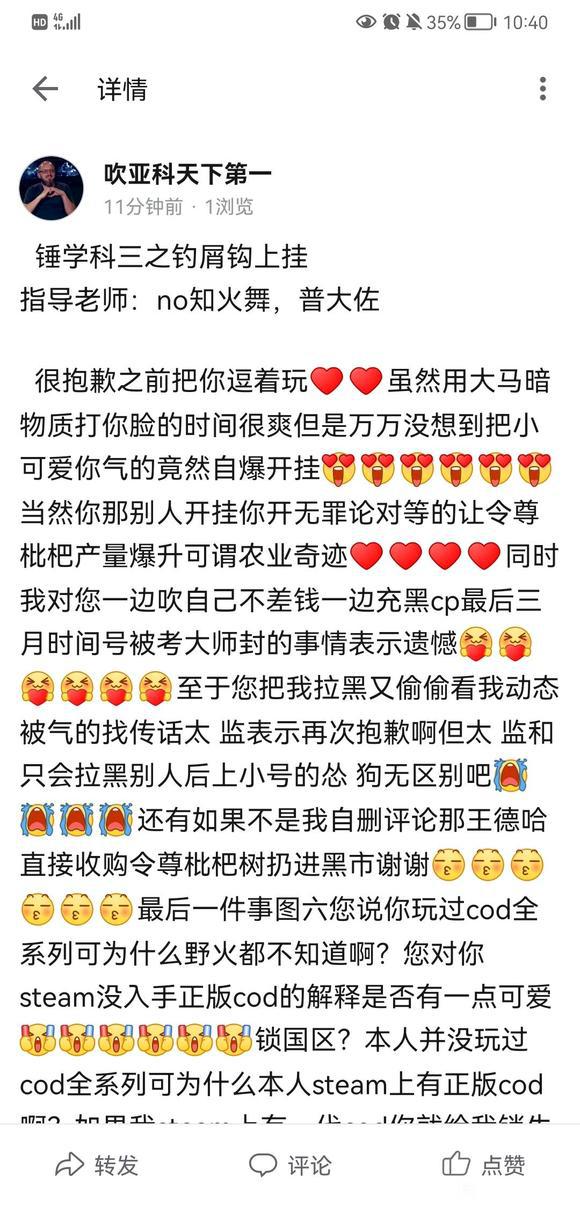 HD 4G 35% 10:40
详情
吹亚科天下第一
11分钟前 · 1浏览
锤学科三之钓屑钩上挂
指导老师：no知火舞，普大佐
很抱歉之前把你逗着玩❤️❤️虽然用大马暗
物质打你脸的时间很爽但是万万没想到把小
可爱你气的竟然自爆开挂
当然你那别人开挂你开无罪论对等的让令尊
枇杷产量爆升可谓农业奇迹❤️❤️❤️❤️同时
我对您一边吹自己不差钱一边充黑cp最后三
月时间号被考大师封的事情表示遗憾
至于您把我拉黑又偷偷看我动态
被气的找传话太 监表示再次抱歉啊但太 监和
只会拉黑别人后上小号的怂 狗无区别吧
还有如果不是我自删评论那王德哈
直接收购令尊枇杷树扔进黑市谢谢
最后一件事图六您说你玩过cod全
系列可为什么野火都不知道啊？您对你
steam没入手正版cod的解释是否有一点可爱
锁国区？本人并没玩过
cod全系列可为什么本人steam上有正版cod
转发 评论 点赞